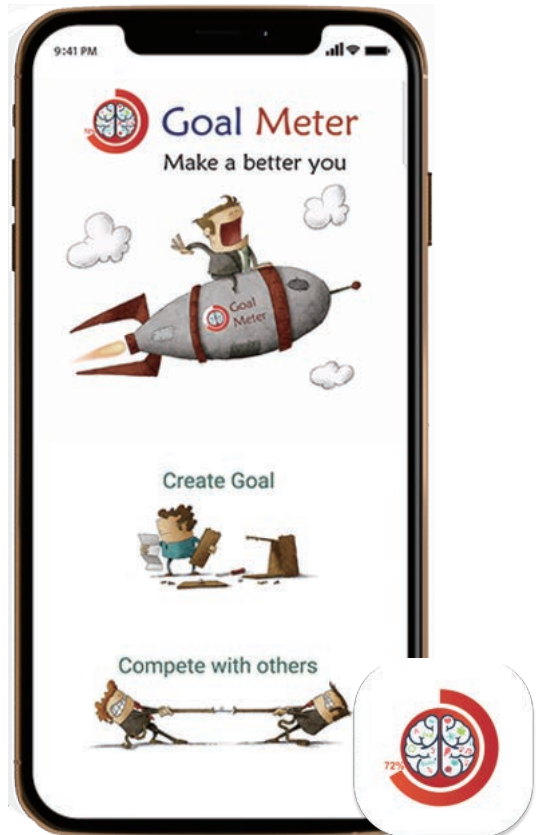 9:41 PM
Goal Meter
Make a better you
Goal
Meter
Create Goal
Compete with others
72%